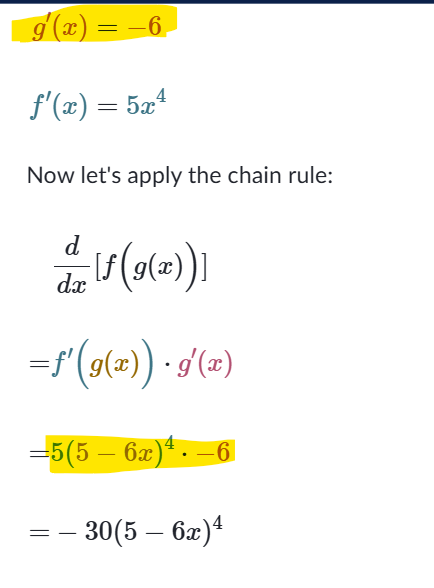 g′(x) = −6
f′(x) = 5x⁴
Now let's apply the chain rule:
d/dx [f(g(x))]
=f′(g(x)) · g′(x)
=5(5 − 6x)⁴ · −6
= − 30(5 − 6x)⁴